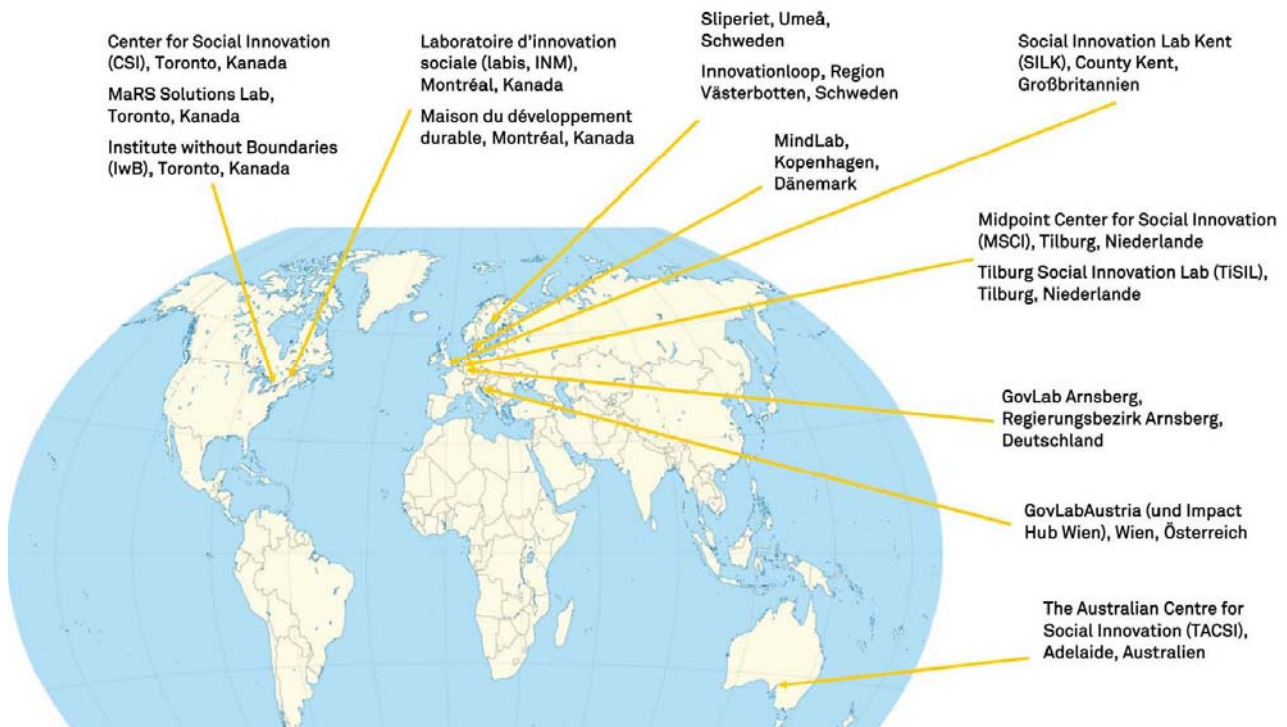 Center for Social Innovation
(CSI), Toronto, Kanada
MaRS Solutions Lab,
Toronto, Kanada
Institute without Boundaries
(IwB), Toronto, Kanada
Laboratoire d'innovation
sociale (labis, INM),
Montréal, Kanada
Maison du développement
durable, Montréal, Kanada
Sliperiet, Umeå,
Schweden
Innovationloop, Region
Västerbotten, Schweden
MindLab,
Kopenhagen,
Dänemark
Social Innovation Lab Kent
(SILK), County Kent,
Großbritannien
Midpoint Center for Social Innovation
(MSCI), Tilburg, Niederlande
Tilburg Social Innovation Lab (TiSIL),
Tilburg, Niederlande
GovLab Arnsberg,
Regierungsbezirk Arnsberg,
Deutschland
GovLabAustria (und Impact
Hub Wien), Wien, Österreich
The Australian Centre for
Social Innovation (TACSI),
Adelaide, Australien